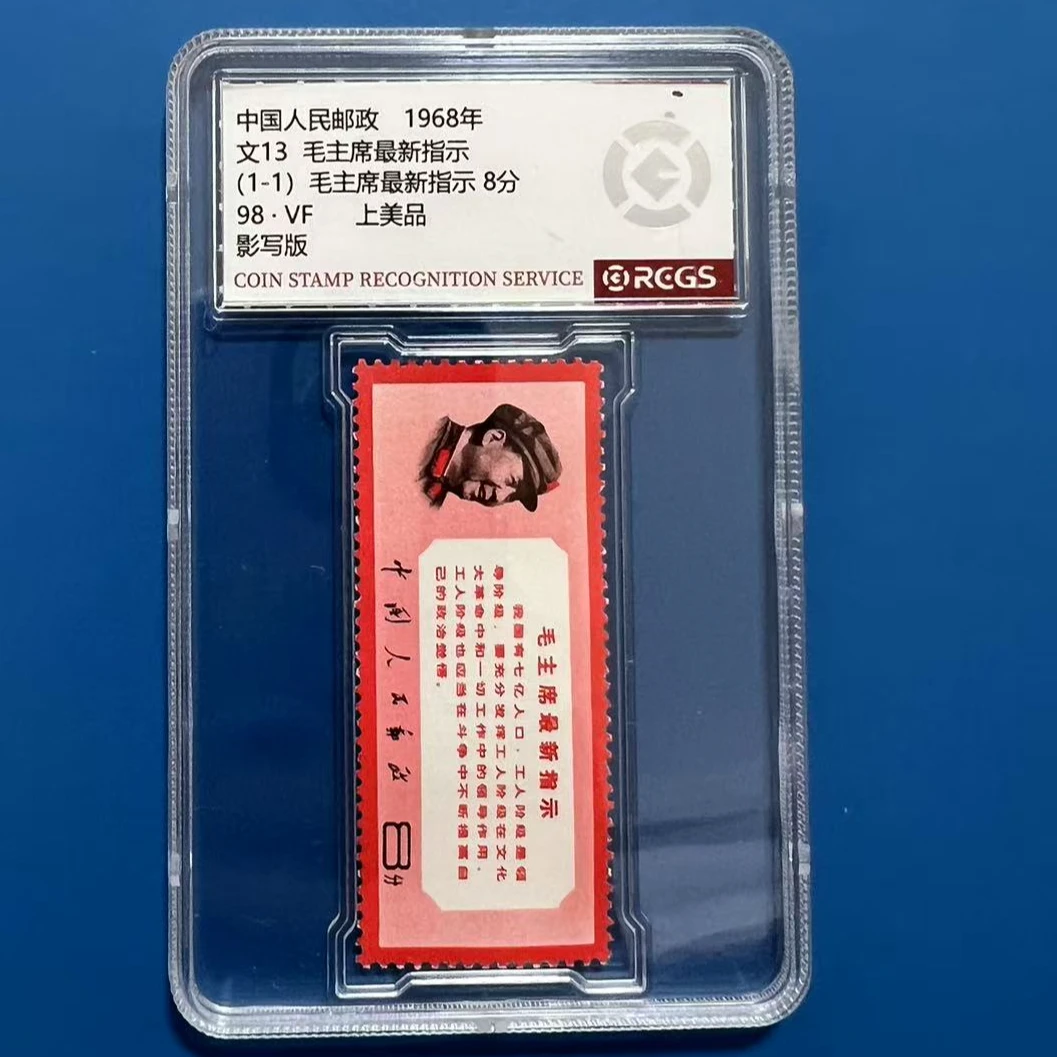 中国人民邮政 1968年
文13 毛主席最新指示
(1-1) 毛主席最新指示 8分
98·VF 上美品
影写版
COIN STAMP RECOGNITION SERVICE RCGS
毛主席最新指示
我国有七亿人口，工人阶级是领
导阶级，要充分发挥工人阶级在文化
大革命中和一切工作中的领导作用。
工人阶级也应当在斗争中不断提高自
己的政治觉悟。
中国人民邮政 8分